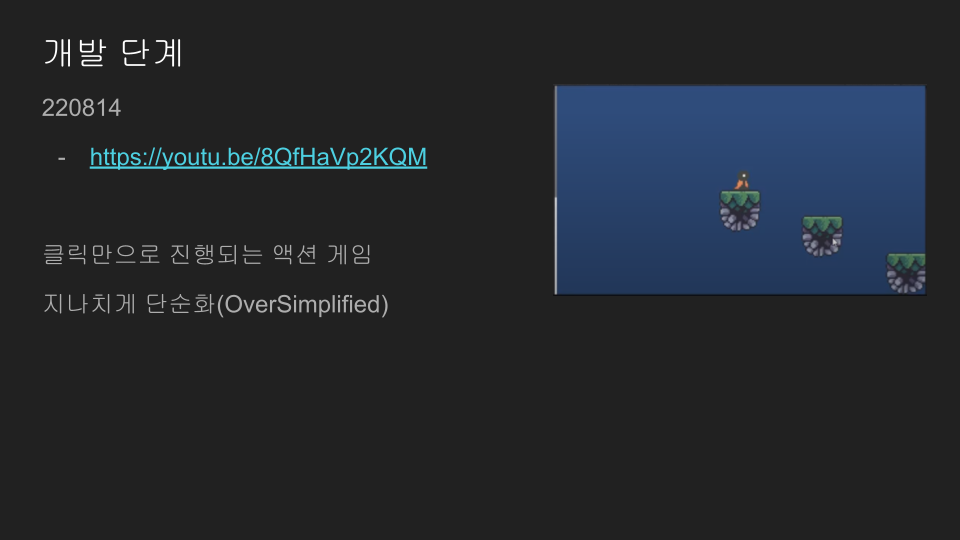 개발 단계
220814
- https://youtu.be/8QfHaVp2KQM
클릭만으로 진행되는 액션 게임
지나치게 단순화(OverSimplified)